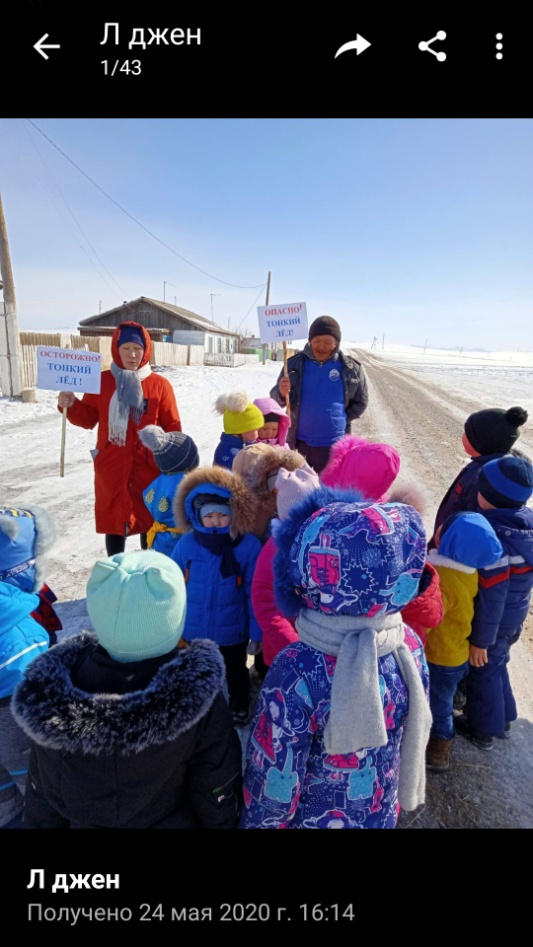 Л джен
1/43
ОПАСНО!
ТОНКИЙ
ЛЁД!
ОСТОРОЖНО!
ТОНКИЙ
ЛЁД!
Л джен
Получено 24 мая 2020 г. 16:14